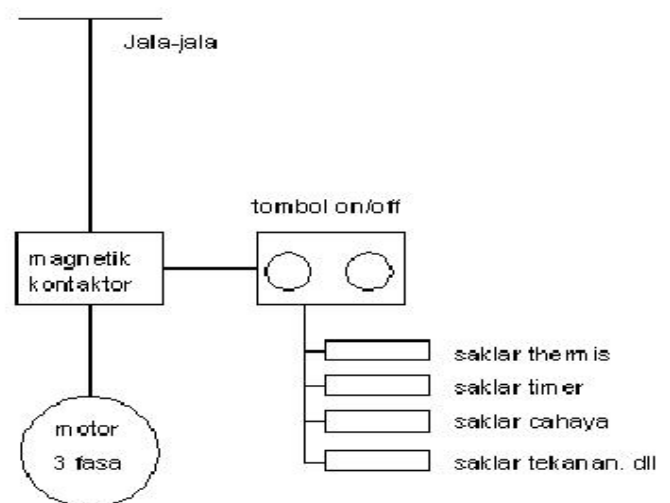 Jala-jala
tombol on/off
magnetik
kontaktor
saklar thermis
saklar timer
saklar cahaya
saklar tekanan. dll
motor
3 fasa